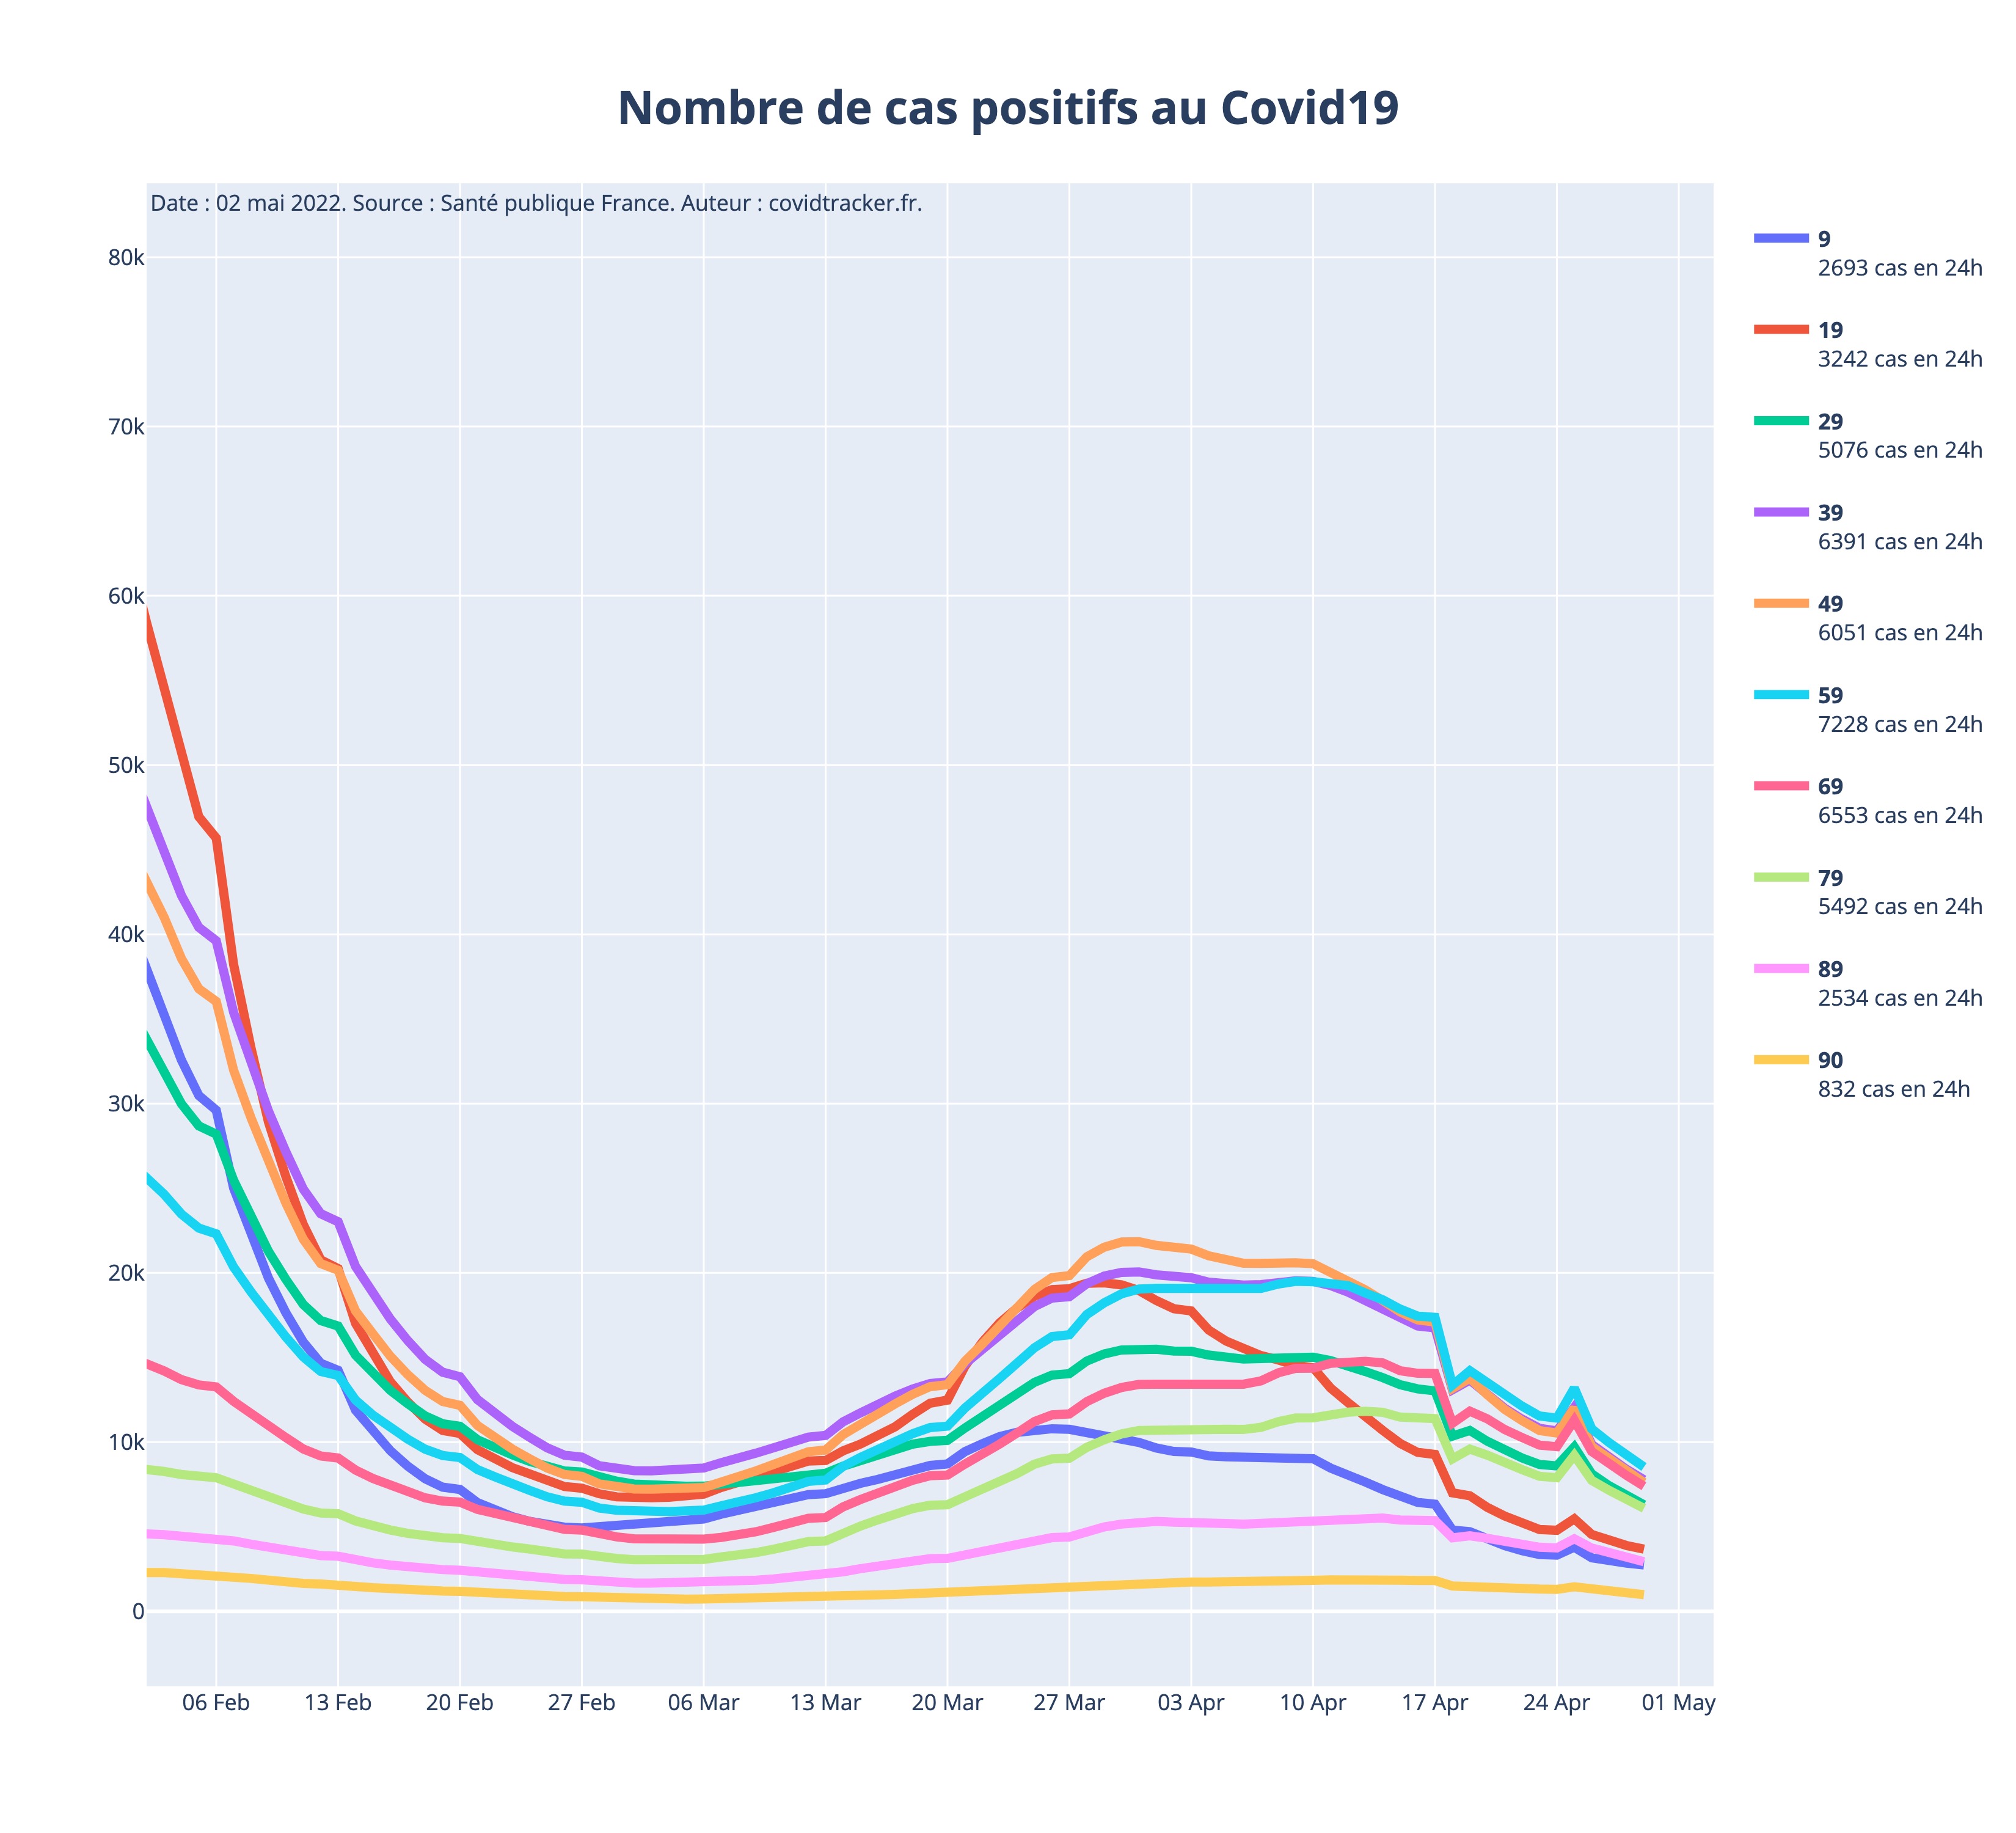 Nombre de cas positifs au Covid19
Date : 02 mai 2022. Source : Santé publique France. Auteur : covidtracker.fr.
80k
70k
60k
50k
40k
30k
20k
10k
0
06 Feb
13 Feb
20 Feb
27 Feb
06 Mar
13 Mar
20 Mar
27 Mar
03 Apr
10 Apr
17 Apr
24 Apr
01 May
9
2693 cas en 24h
19
3242 cas en 24h
29
5076 cas en 24h
39
6391 cas en 24h
49
6051 cas en 24h
59
7228 cas en 24h
69
6553 cas en 24h
79
5492 cas en 24h
89
2534 cas en 24h
90
832 cas en 24h